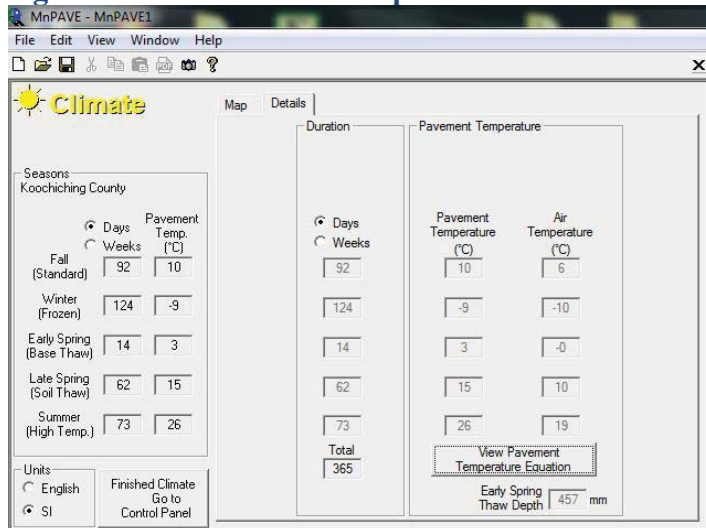 MnPAVE - MnPAVE1
File Edit View Window Help
Climate
Map Details
Seasons
Koochiching County
Days
Weeks
Pavement
Temp.
(°C)
Fall
(Standard) 92 10
Winter
(Frozen) 124 -9
Early Spring
(Base Thaw) 14 3
Late Spring
(Soil Thaw) 62 15
Summer
(High Temp.) 73 26
Units
English
SI
Finished Climate
Go to
Control Panel
Duration
Days
Weeks
92
124
14
62
73
Total
365
Pavement Temperature
Pavement
Temperature
(°C)
Air
Temperature
(°C)
10 6
-9 -10
3 -0
15 10
26 19
View Pavement
Temperature Equation
Early Spring
Thaw Depth 457 mm
X